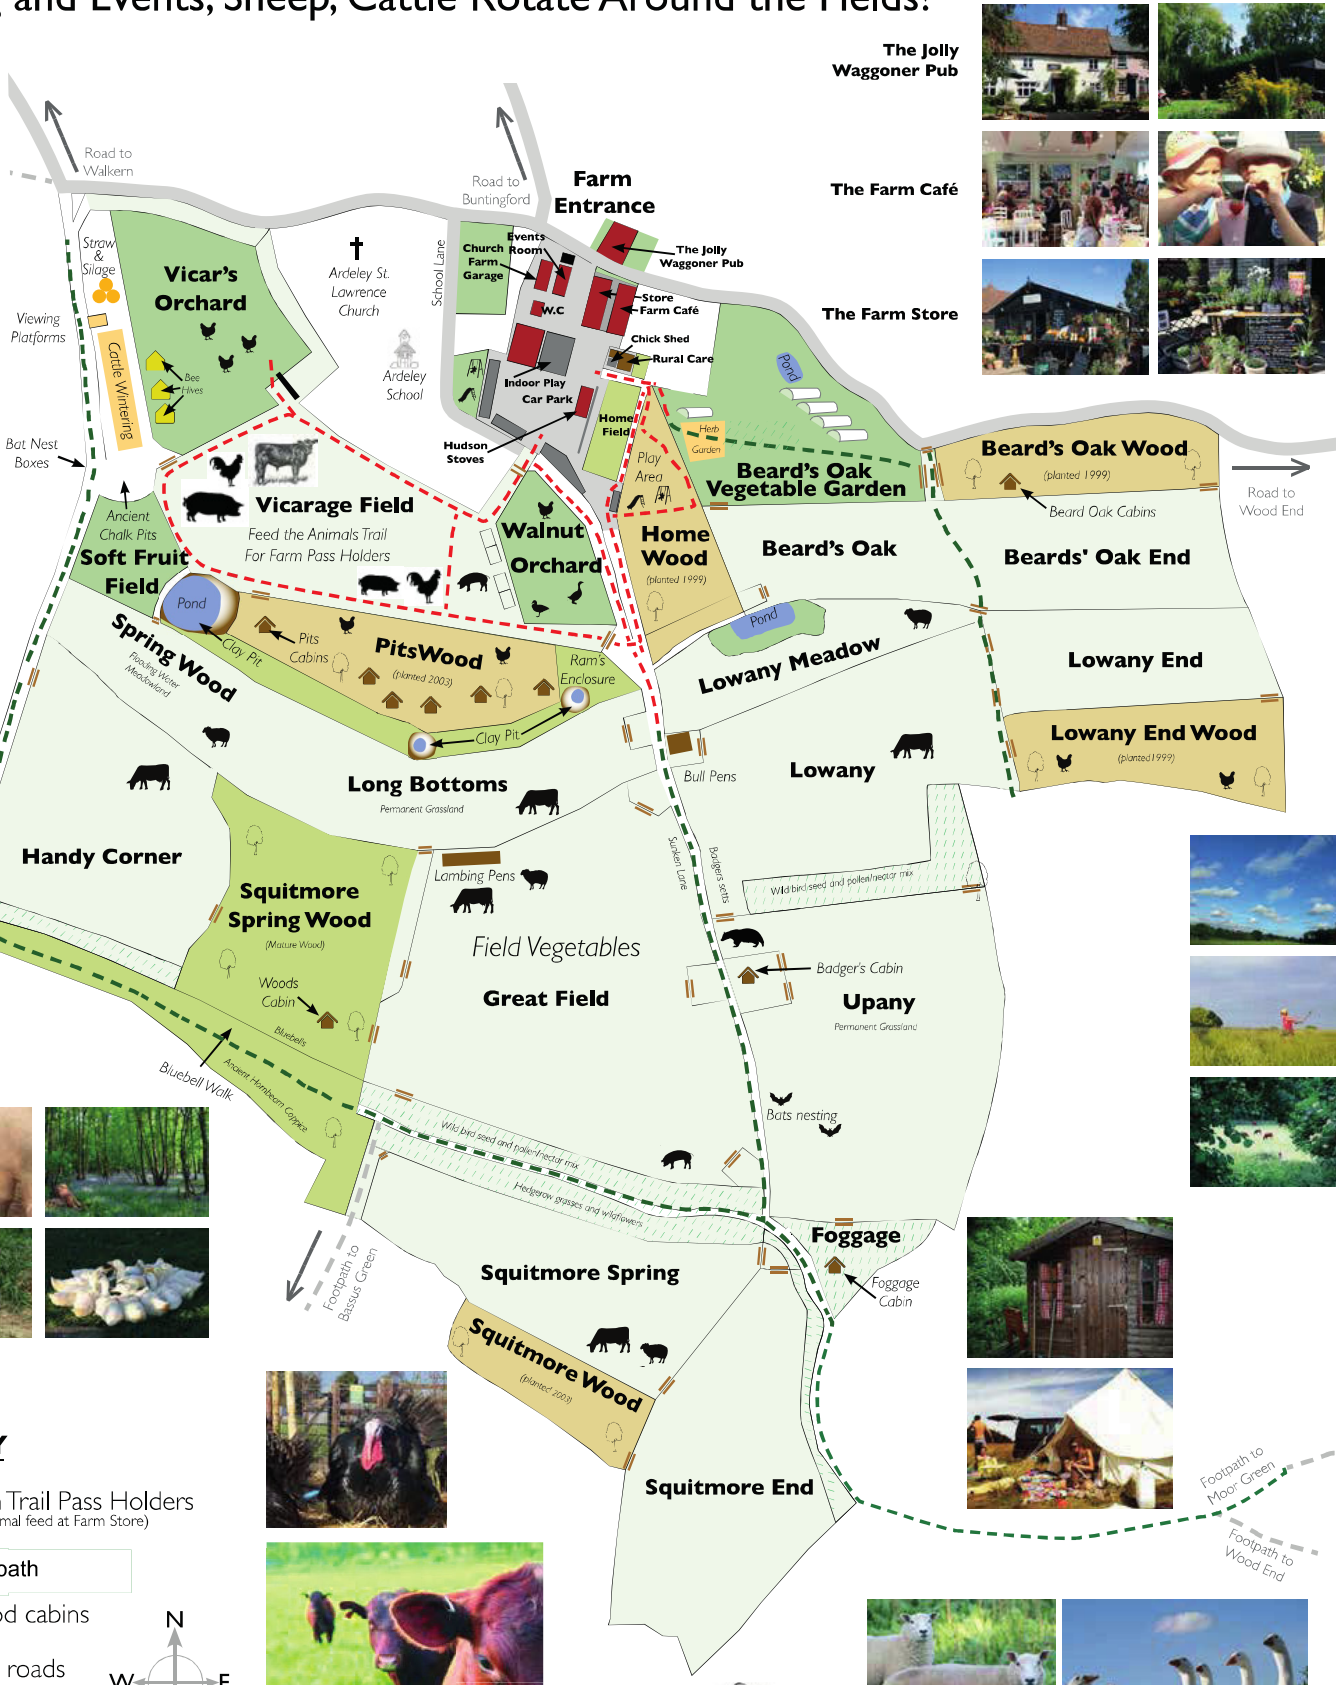 and Events, Sheep, Cattle Rotate Around the Fields!
The Jolly
Waggoner Pub
The Farm Café
The Farm Store
Road to
Walkern
Road to
Buntingford
Farm
Entrance
Straw
&
Silage
Vicar's
Orchard
Ardeley St.
Lawrence
Church
School Lane
Church
Farm
Garage
Events
Room
The Jolly
Waggoner Pub
W.C
Store
Farm Café
Chick Shed
Rural Care
Viewing
Platforms
Cattle Wintering
Bee
Hives
Ardeley
School
Indoor Play
Car Park
Pond
Home
Field
Herb
Garden
Hudson
Stoves
Play
Area
Bat Nest
Boxes
Beard's Oak
Vegetable Garden
Beard's Oak Wood
(planted 1999)
Beard Oak Cabins
Road to
Wood End
Vicarage Field
Feed the Animals Trail
For Farm Pass Holders
Ancient
Chalk Pits
Soft Fruit
Field
Walnut
Orchard
Home
Wood
(planted 1999)
Beard's Oak
Beards' Oak End
Pond
Clay Pit
Pits
Cabins
PitsWood
(planted 2003)
Ram's
Enclosure
Pond
Lowany Meadow
Lowany End
Spring Wood
Flooding Water
Meadowland
Clay Pit
Bull Pens
Lowany
Lowany End Wood
(planted1999)
Long Bottoms
Permanent Grassland
Handy Corner
Squitmore
Spring Wood
(Mature Wood)
Lambing Pens
Sunken Lane
Badgers setts
Wild bird seed and pollen/nectar mix
Field Vegetables
Great Field
Badger's Cabin
Upany
Permanent Grassland
Woods
Cabin
Bluebells
Bluebell Walk
Ancient Hornbeam Coppice
Bats nesting
Wild bird seed and pollen/nectar mix
Hedgerow grasses and wildflowers
Footpath to
Bassus Green
Foggage
Foggage
Cabin
Squitmore Spring
Squitmore Wood
(planted 2003)
Squitmore End
Footpath to
Moor Green
Footpath to
Wood End
Y
Trail Pass Holders
mal feed at Farm Store)
path
od cabins
roads
N
W
E